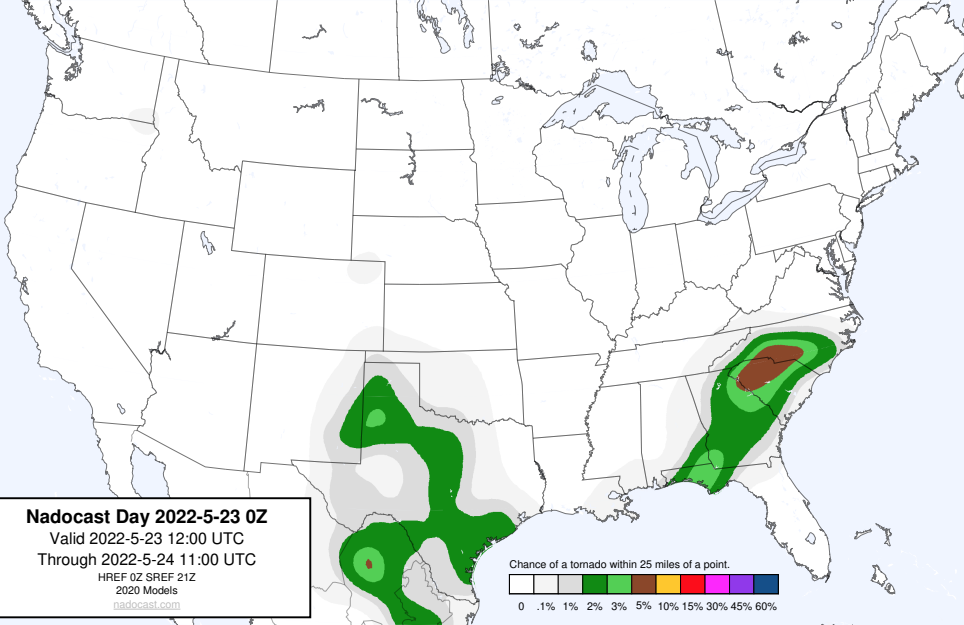 Nadocast Day 2022-5-23 0Z
Valid 2022-5-23 12:00 UTC
Through 2022-5-24 11:00 UTC
HREF 0Z SREF 21Z
2020 Models
nadocast.com
Chance of a tornado within 25 miles of a point.
0 .1% 1% 2% 3% 5% 10% 15% 30% 45% 60%